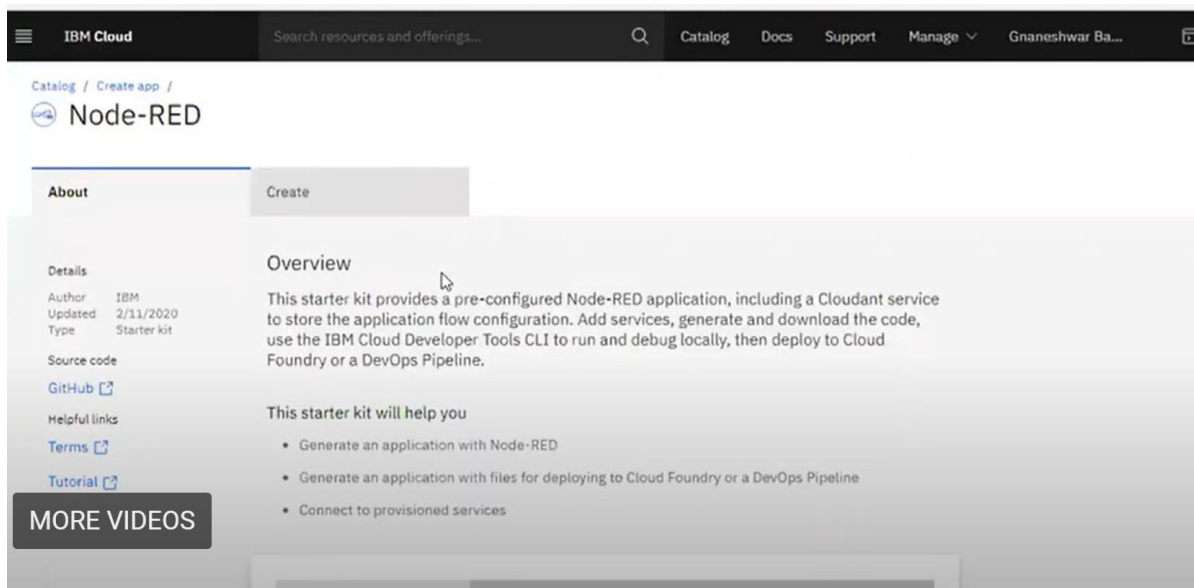 IBM Cloud
Search resources and offerings...
Catalog
Docs
Support
Manage
Gnaneshwar Ba...
Catalog / Create app /
Node-RED
About
Create
Details
Author IBM
Updated 2/11/2020
Type Starter kit
Source code
GitHub
Helpful links
Terms
Tutorial
MORE VIDEOS
Overview
This starter kit provides a pre-configured Node-RED application, including a Cloudant service
to store the application flow configuration. Add services, generate and download the code,
use the IBM Cloud Developer Tools CLI to run and debug locally, then deploy to Cloud
Foundry or a DevOps Pipeline.
This starter kit will help you
• Generate an application with Node-RED
• Generate an application with files for deploying to Cloud Foundry or a DevOps Pipeline
• Connect to provisioned services